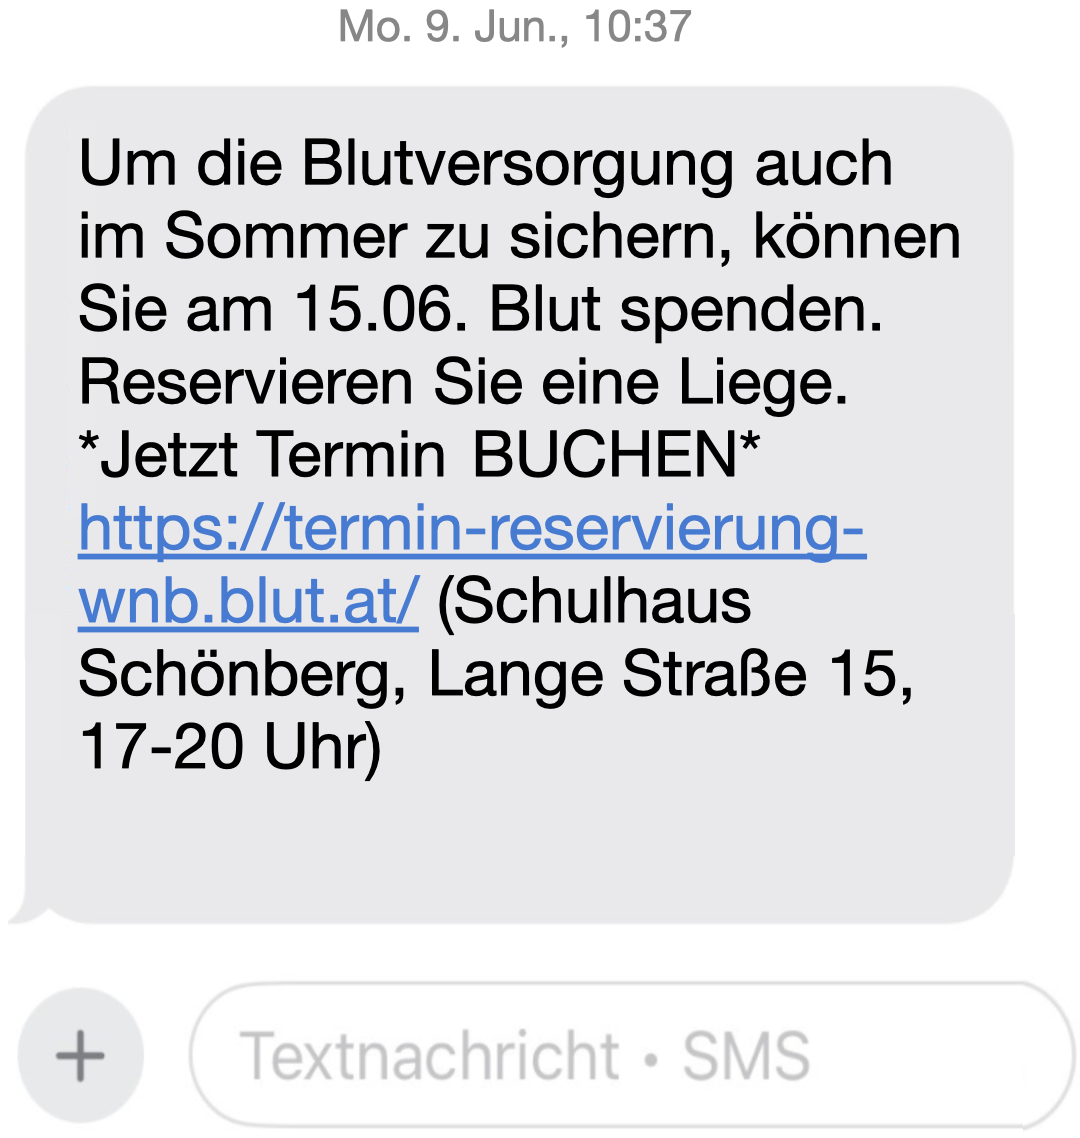 Mo. 9. Jun., 10:37
Um die Blutversorgung auch
im Sommer zu sichern, können
Sie am 15.06. Blut spenden.
Reservieren Sie eine Liege.
*Jetzt Termin BUCHEN*
https://termin-reservierung-
wnb.blut.at/ (Schulhaus
Schönberg, Lange Straße 15,
17-20 Uhr)
Textnachricht • SMS